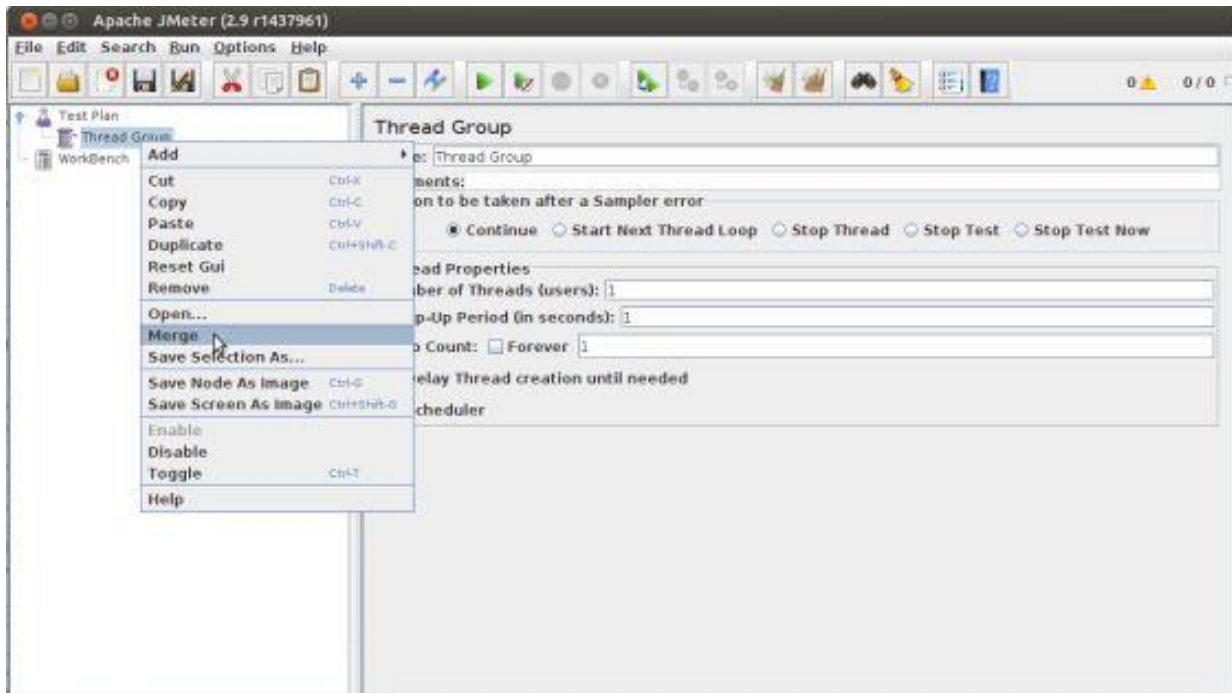 Apache JMeter (2.9 r1437961)
File Edit Search Run Options Help
0 0 / 0
Test Plan
Thread Group
WorkBench
Add
Cut Ctrl-X
Copy Ctrl-C
Paste Ctrl-V
Duplicate Ctrl+Shift-C
Reset Gui
Remove Delete
Open...
Merge
Save Selection As...
Save Node As Image Ctrl-G
Save Screen As Image Ctrl+Shift-G
Enable
Disable
Toggle Ctrl-T
Help
Thread Group
e: Thread Group
ments:
on to be taken after a Sampler error
Continue Start Next Thread Loop Stop Thread Stop Test Stop Test Now
ead Properties
ber of Threads (users): 1
p-Up Period (in seconds): 1
Count: Forever 1
elay Thread creation until needed
cheduler